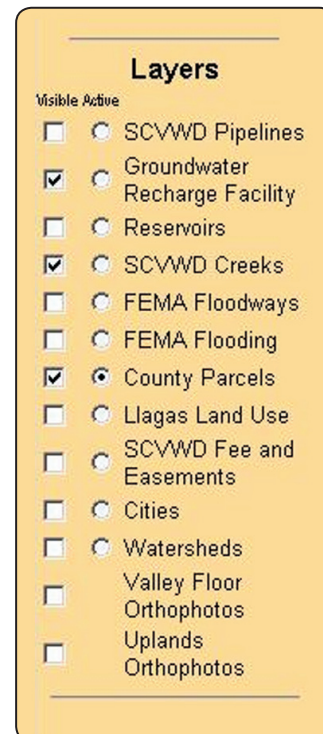 Layers
Visible Active
SCVWD Pipelines
Groundwater
Recharge Facility
Reservoirs
SCVWD Creeks
FEMA Floodways
FEMA Flooding
County Parcels
Llagas Land Use
SCVWD Fee and
Easements
Cities
Watersheds
Valley Floor
Orthophotos
Uplands
Orthophotos